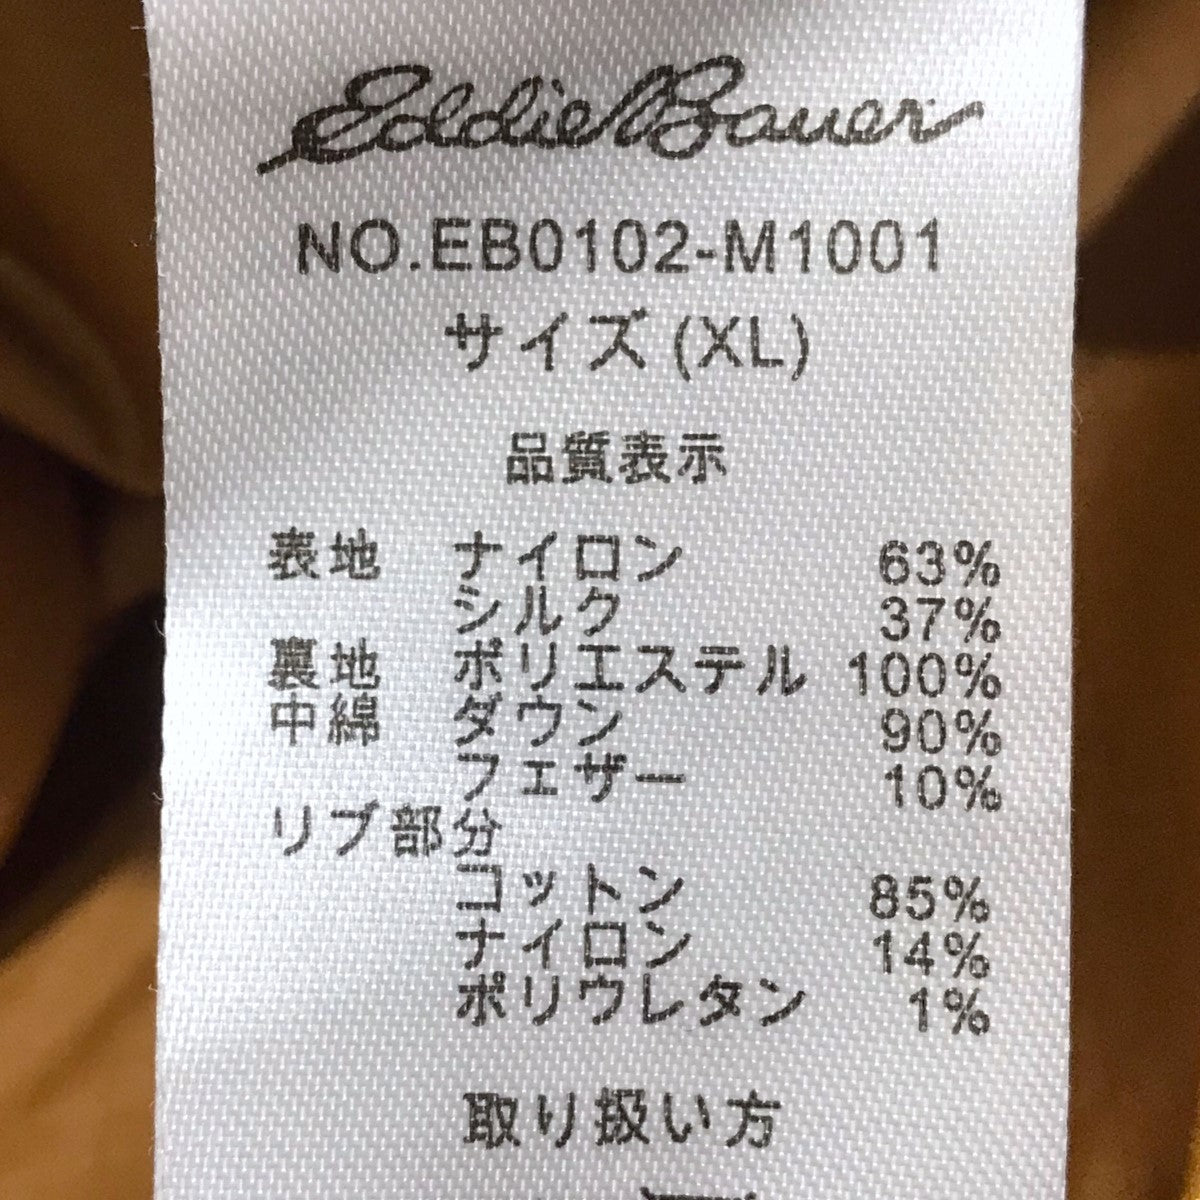 Eddie Bauer
NO.EB0102-M1001
サイズ (XL)
品質表示
表地 ナイロン 63%
シルク 37%
裏地 ポリエステル 100%
中綿 ダウン 90%
フェザー 10%
リブ部分
コットン 85%
ナイロン 14%
ポリウレタン 1%
取り扱い方